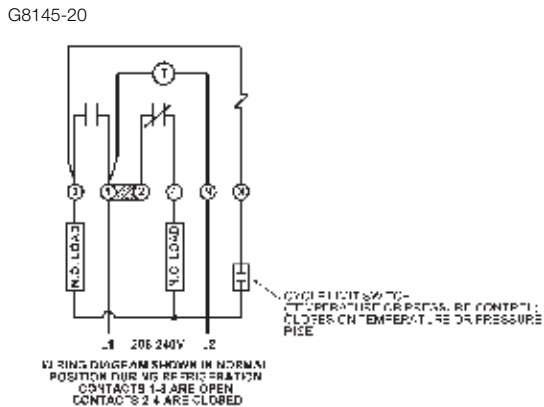 G8145-20
T
3 1 2 4 N X
N.O. LOAD
N.C. LOAD
L1 208-240V L2
CYCLE LIMIT SWITCH
(TEMPERATURE OR PRESSURE CONTROL)
CLOSES ON TEMPERATURE OR PRESSURE
RISE
WIRING DIAGRAM SHOWN IN NORMAL
POSITION DURING REFRIGERATION
CONTACTS 1-3 ARE OPEN
CONTACTS 2-4 ARE CLOSED